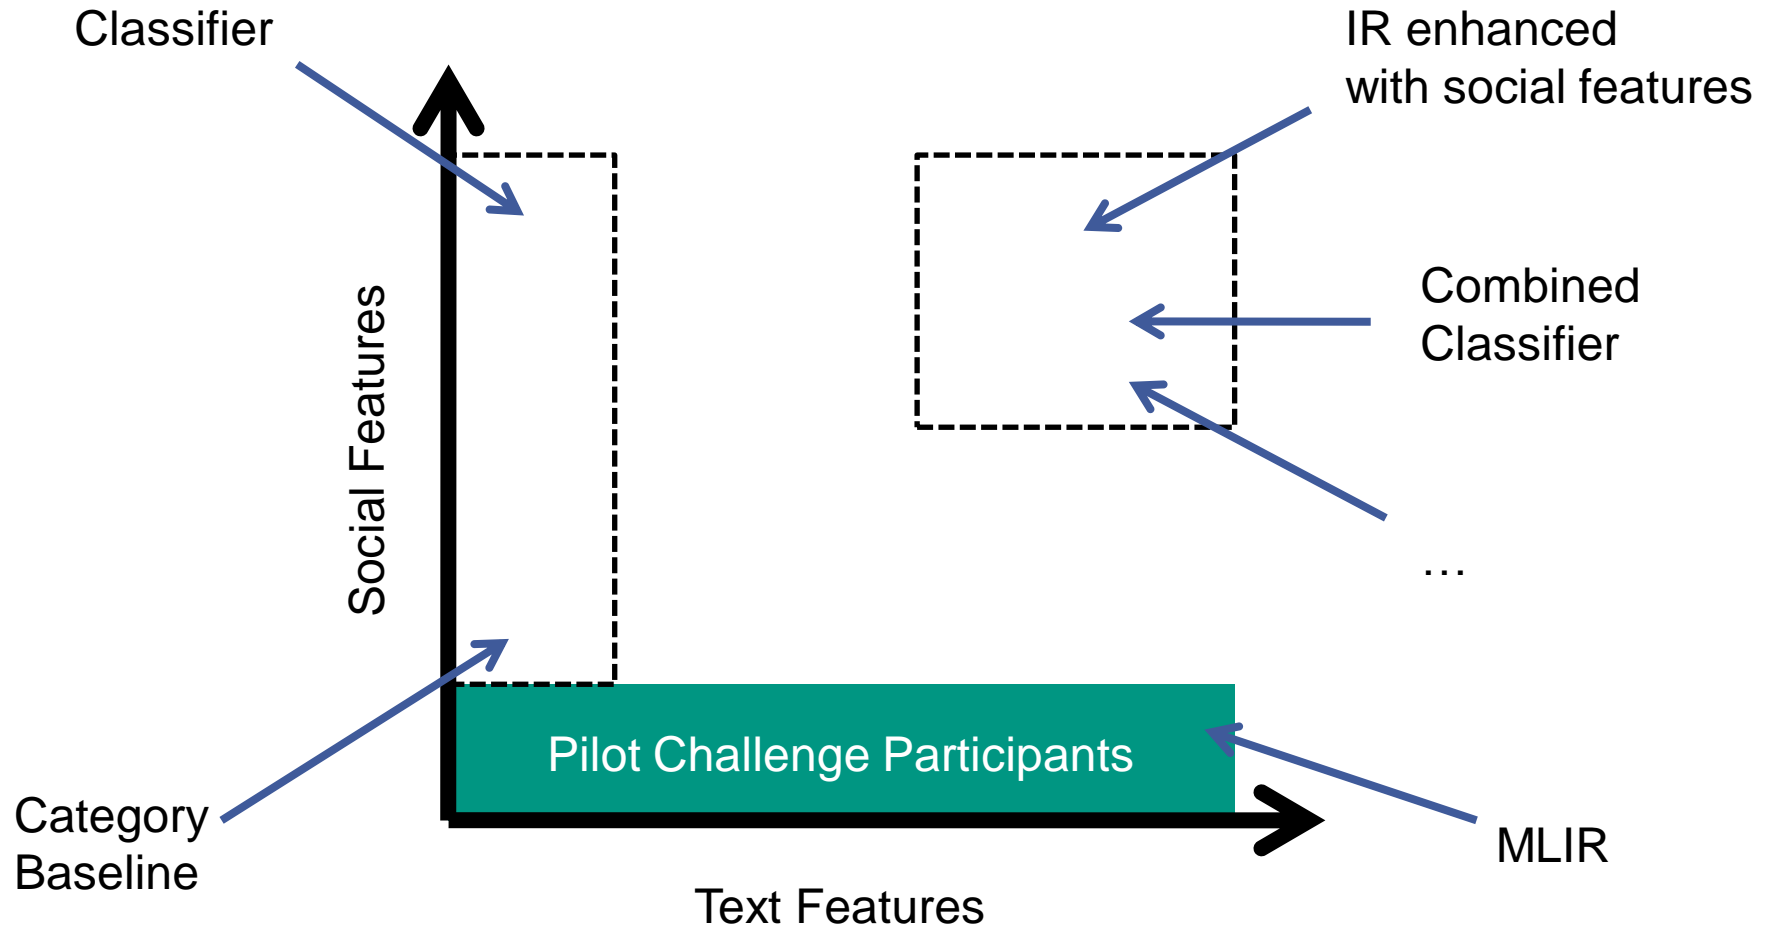 Classifier
IR enhanced
with social features
Social Features
Combined
Classifier
…
Pilot Challenge Participants
Category
Baseline
MLIR
Text Features